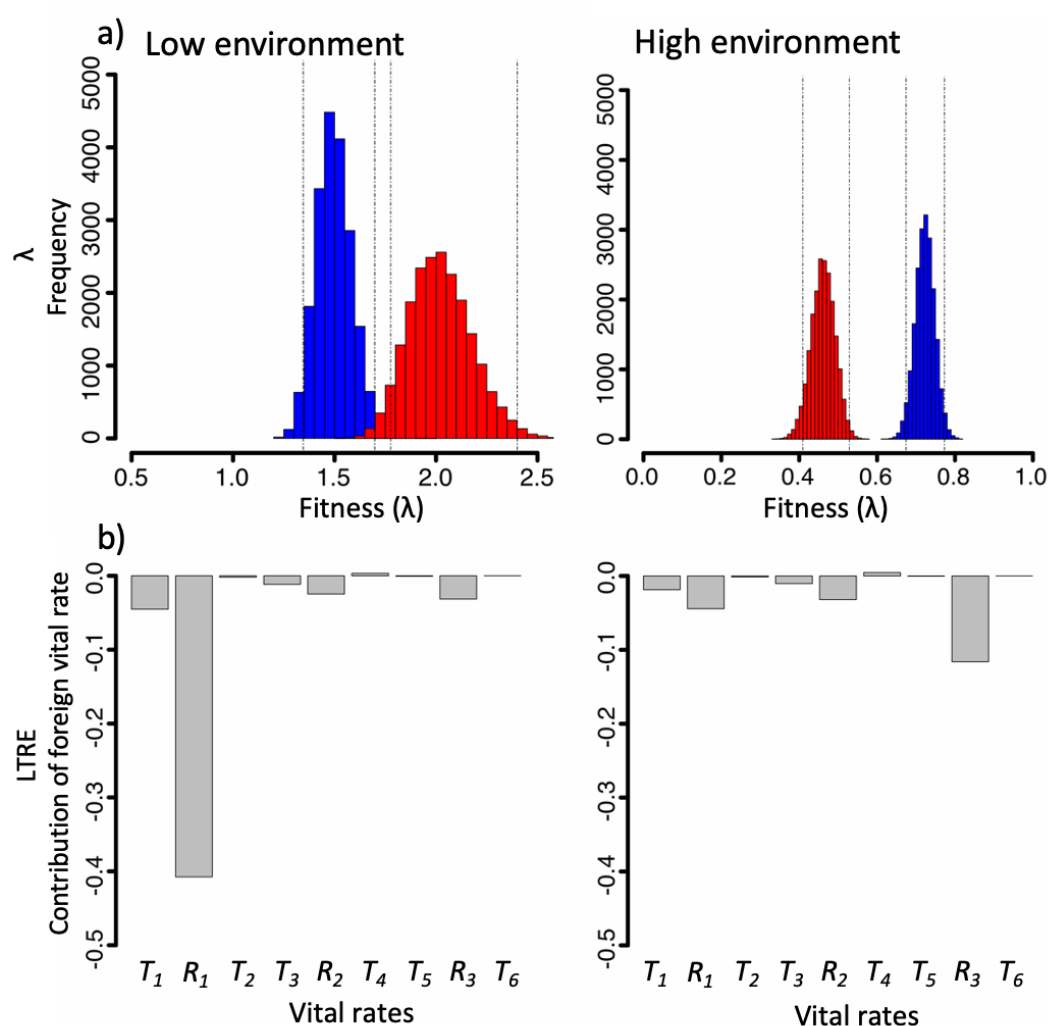 a)
Low environment
High environment
λ
Frequency
5000
4000
3000
2000
1000
0
0.5 1.0 1.5 2.0 2.5
Fitness (λ)
5000
4000
3000
2000
1000
0
0.0 0.2 0.4 0.6 0.8 1.0
Fitness (λ)
b)
LTRE
Contribution of foreign vital rate
0.0
-0.1
-0.2
-0.3
-0.4
-0.5
T1 R1 T2 T3 R2 T4 T5 R3 T6
Vital rates
0.0
-0.1
-0.2
-0.3
-0.4
-0.5
T1 R1 T2 T3 R2 T4 T5 R3 T6
Vital rates